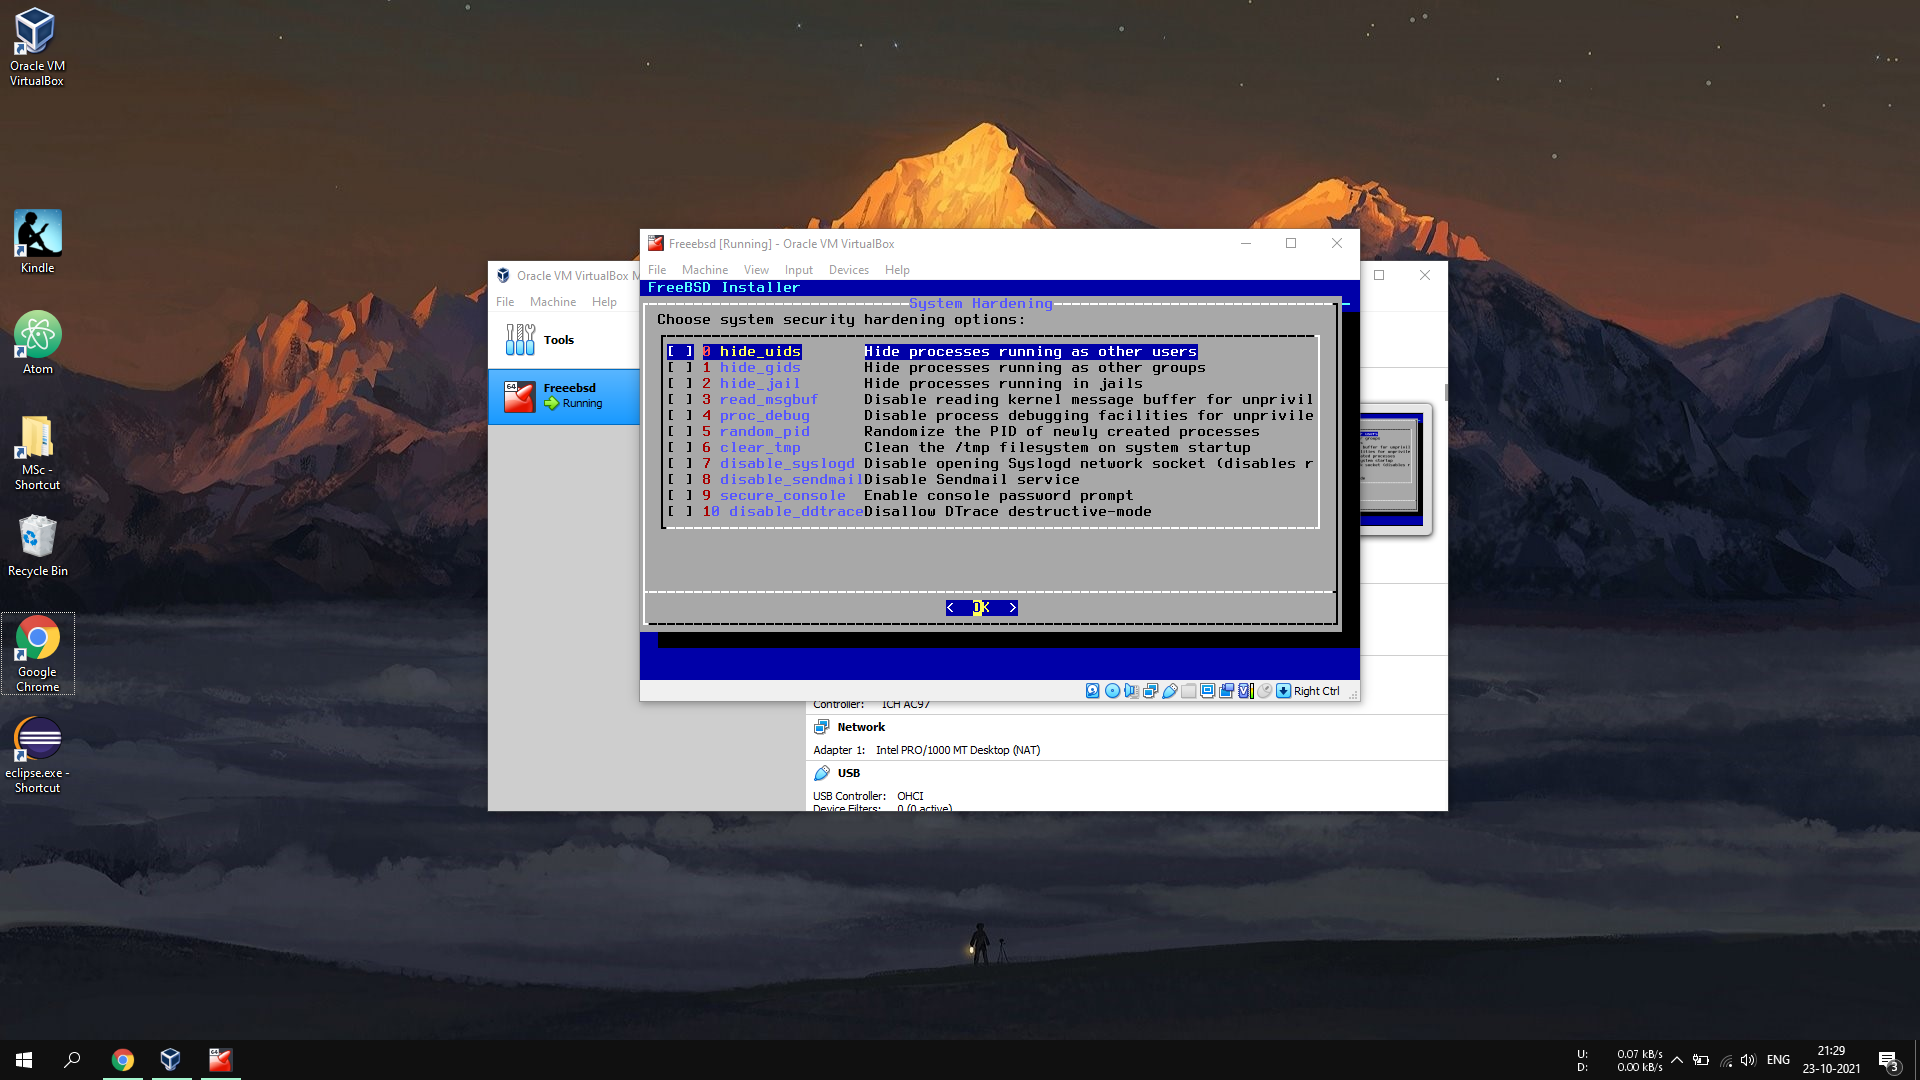 Oracle VM
VirtualBox
Kindle
Atom
MSc -
Shortcut
Recycle Bin
Google
Chrome
eclipse.exe -
Shortcut
Oracle VM VirtualBox M
File Machine Help
Tools
64
Freeebsd
Running
Freeebsd [Running] - Oracle VM VirtualBox
File Machine View Input Devices Help
FreeBSD Installer
System Hardening
Choose system security hardening options:
[ ] 0 hide_uids Hide processes running as other users
[ ] 1 hide_gids Hide processes running as other groups
[ ] 2 hide_jail Hide processes running in jails
[ ] 3 read_msgbuf Disable reading kernel message buffer for unprivil
[ ] 4 proc_debug Disable process debugging facilities for unprivile
[ ] 5 random_pid Randomize the PID of newly created processes
[ ] 6 clear_tmp Clean the /tmp filesystem on system startup
[ ] 7 disable_syslogd Disable opening Syslogd network socket (disables r
[ ] 8 disable_sendmail Disable Sendmail service
[ ] 9 secure_console Enable console password prompt
[ ] 10 disable_ddtrace Disallow DTrace destructive-mode
< OK >
Right Ctrl
Controller: ICH AC97
Network
Adapter 1: Intel PRO/1000 MT Desktop (NAT)
USB
USB Controller: OHCI
Device Filters: 0 (0 active)
U: 0.07 kB/s
D: 0.00 kB/s
ENG
21:29
23-10-2021
3